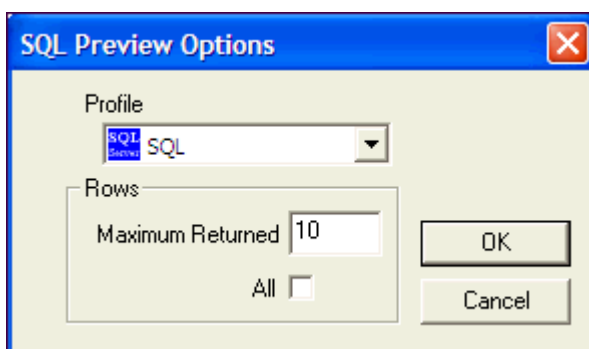 SQL Preview Options
Profile
SQL Server SQL
Rows
Maximum Returned 10
All
OK
Cancel